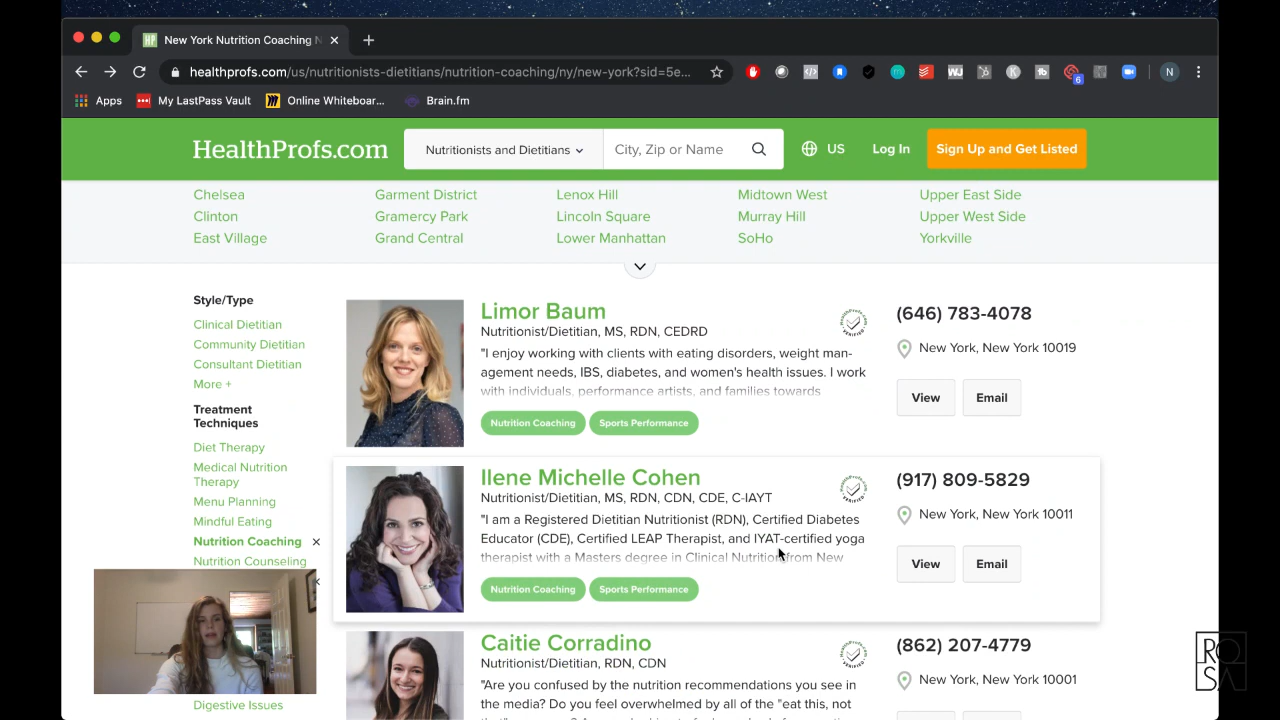 New York Nutrition Coaching N
healthprofs.com/us/nutritionists-dietitians/nutrition-coaching/ny/new-york?sid=5e...
WJ
K
tb
6
N
Apps
My LastPass Vault
Online Whiteboar...
Brain.fm
HealthProfs.com
Nutritionists and Dietitians
City, Zip or Name
US
Log In
Sign Up and Get Listed
Chelsea
Garment District
Lenox Hill
Midtown West
Upper East Side
Clinton
Gramercy Park
Lincoln Square
Murray Hill
Upper West Side
East Village
Grand Central
Lower Manhattan
SoHo
Yorkville
Style/Type
Clinical Dietitian
Community Dietitian
Consultant Dietitian
More +
Treatment
Techniques
Diet Therapy
Medical Nutrition
Therapy
Menu Planning
Mindful Eating
Nutrition Coaching ×
Nutrition Counseling
Digestive Issues
Limor Baum
Nutritionist/Dietitian, MS, RDN, CEDRD
"I enjoy working with clients with eating disorders, weight man-
agement needs, IBS, diabetes, and women's health issues. I work
with individuals, performance artists, and families towards
Nutrition Coaching
Sports Performance
VERIFIED
(646) 783-4078
New York, New York 10019
View
Email
Ilene Michelle Cohen
Nutritionist/Dietitian, MS, RDN, CDN, CDE, C-IAYT
"I am a Registered Dietitian Nutritionist (RDN), Certified Diabetes
Educator (CDE), Certified LEAP Therapist, and IYAT-certified yoga
therapist with a Masters degree in Clinical Nutrition from New
Nutrition Coaching
Sports Performance
VERIFIED
(917) 809-5829
New York, New York 10011
View
Email
Caitie Corradino
Nutritionist/Dietitian, RDN, CDN
"Are you confused by the nutrition recommendations you see in
the media? Do you feel overwhelmed by all of the "eat this, not
VERIFIED
(862) 207-4779
New York, New York 10001
ROSA